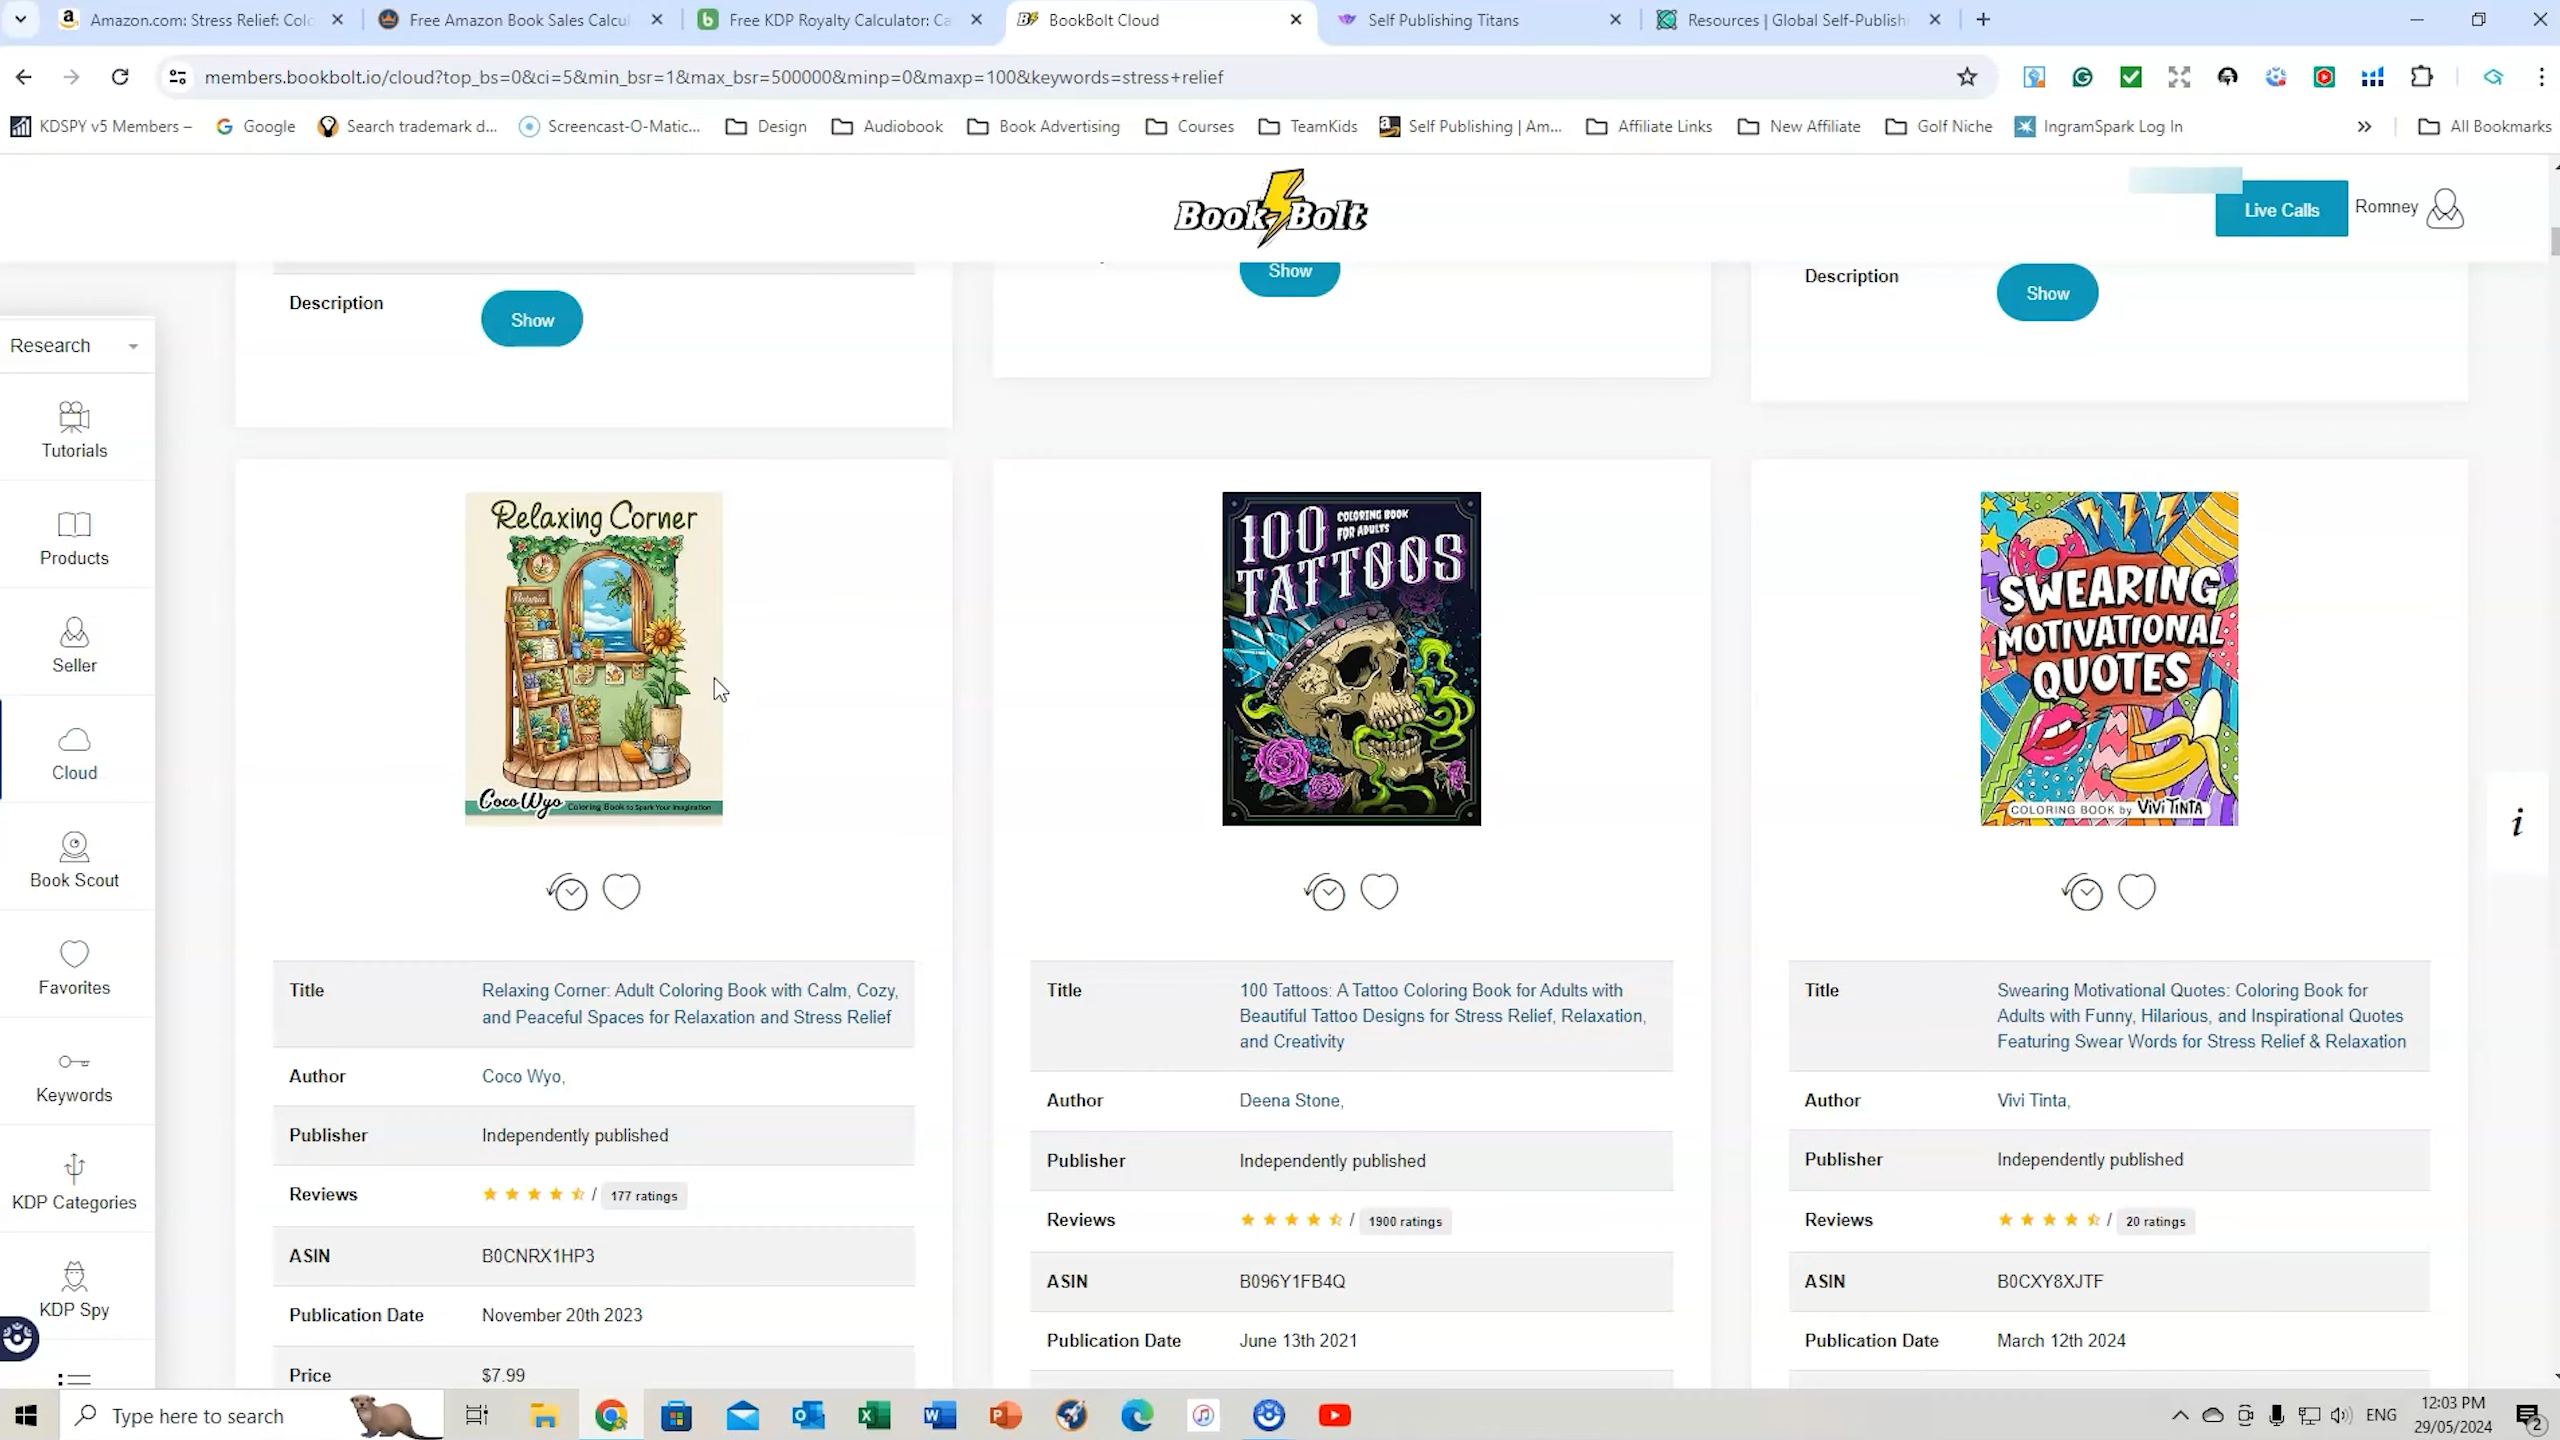 Amazon.com: Stress Relief: Colo
Free Amazon Book Sales Calcul
Free KDP Royalty Calculator: Ca
BookBolt Cloud
Self Publishing Titans
Resources | Global Self-Publishi
members.bookbolt.io/cloud?top_bs=0&ci=5&min_bsr=1&max_bsr=500000&minp=0&maxp=100&keywords=stress+relief
KDSPY v5 Members –
Google
Search trademark d...
Screencast-O-Matic...
Design
Audiobook
Book Advertising
Courses
TeamKids
Self Publishing | Am...
Affiliate Links
New Affiliate
Golf Niche
IngramSpark Log In
All Bookmarks
Book Bolt
Live Calls
Romney
Research
Tutorials
Products
Seller
Cloud
Book Scout
Favorites
Keywords
KDP Categories
KDP Spy
Description
Show
Show
Description
Show
Relaxing Corner
Coco Wyo Coloring Book to Spark Your Imagination
Title
Relaxing Corner: Adult Coloring Book with Calm, Cozy,
and Peaceful Spaces for Relaxation and Stress Relief
Author
Coco Wyo,
Publisher
Independently published
Reviews
/ 177 ratings
ASIN
B0CNRX1HP3
Publication Date
November 20th 2023
Price
$7.99
100 COLORING BOOK
FOR ADULTS
TATTOOS
Title
100 Tattoos: A Tattoo Coloring Book for Adults with
Beautiful Tattoo Designs for Stress Relief, Relaxation,
and Creativity
Author
Deena Stone,
Publisher
Independently published
Reviews
/ 1900 ratings
ASIN
B096Y1FB4Q
Publication Date
June 13th 2021
SWEARING
MOTIVATIONAL
QUOTES
COLORING BOOK by ViVi TiNTA
Title
Swearing Motivational Quotes: Coloring Book for
Adults with Funny, Hilarious, and Inspirational Quotes
Featuring Swear Words for Stress Relief & Relaxation
Author
Vivi Tinta,
Publisher
Independently published
Reviews
/ 20 ratings
ASIN
B0CXY8XJTF
Publication Date
March 12th 2024
i
Type here to search
ENG
12:03 PM
29/05/2024
2